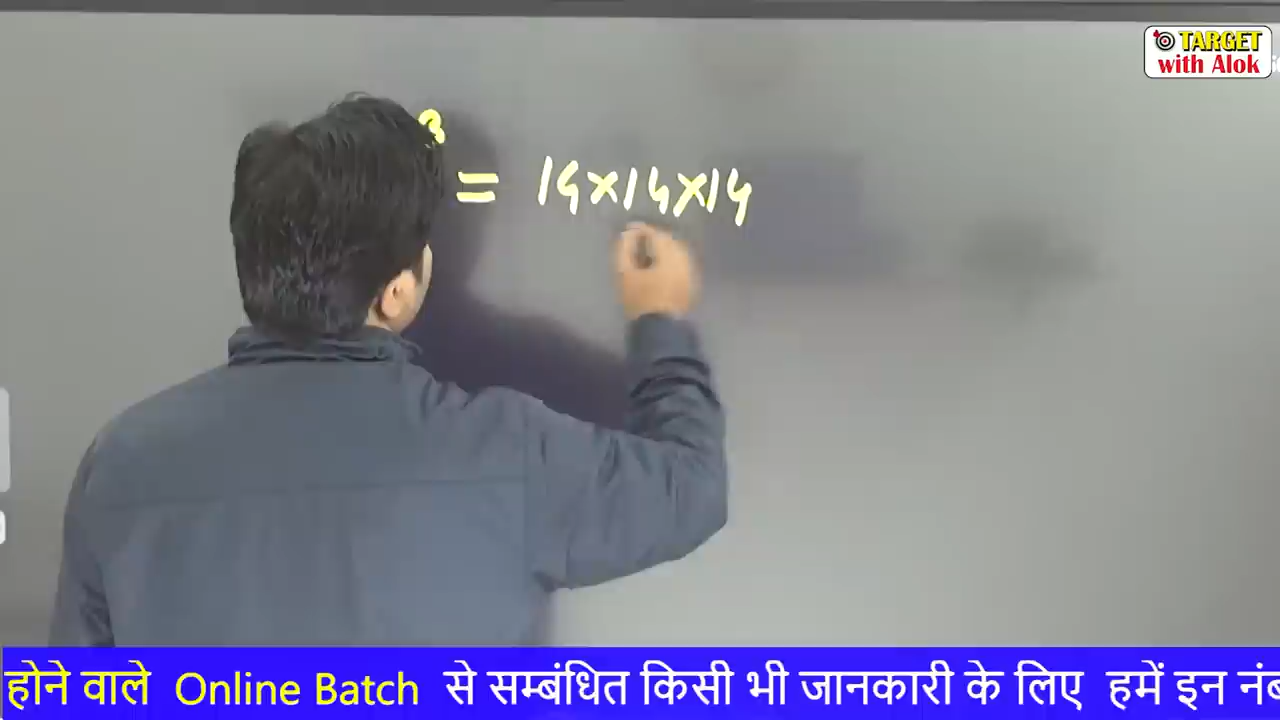 TARGET
with Alok
3
= 14×14×14
होने वाले Online Batch से सम्बंधित किसी भी जानकारी के लिए हमें इन